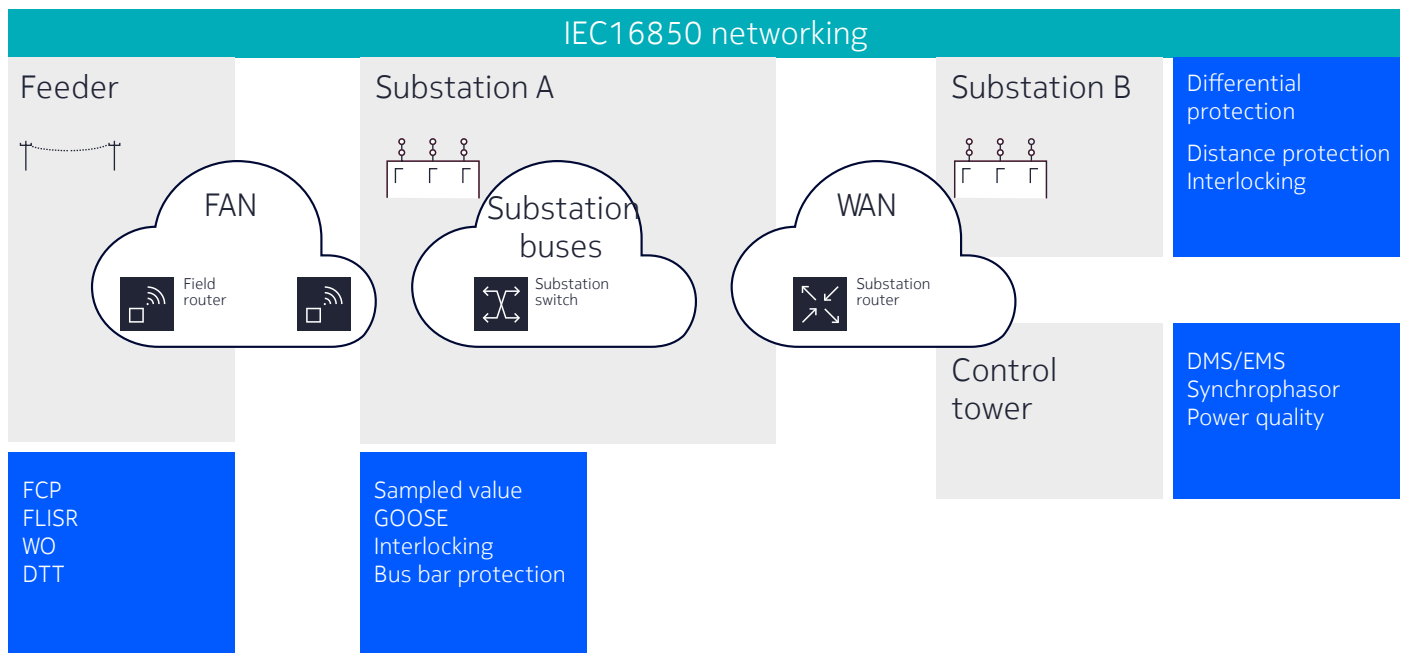 IEC16850 networking
Feeder
FAN
Field
router
FCP
FLISR
WO
DTT
Substation A
Substation
buses
Substation
switch
Sampled value
GOOSE
Interlocking
Bus bar protection
WAN
Substation
router
Substation B
Differential
protection
Distance protection
Interlocking
Control
tower
DMS/EMS
Synchrophasor
Power quality